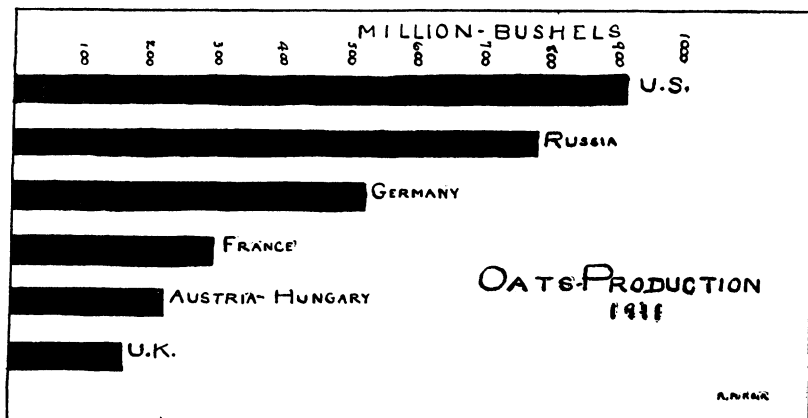 MILLION-BUSHELS
100 200 300 400 500 600 700 800 900 1000
U.S.
RUSSIA
GERMANY
FRANCE
AUSTRIA-HUNGARY
U.K.
OATS-PRODUCTION
1911